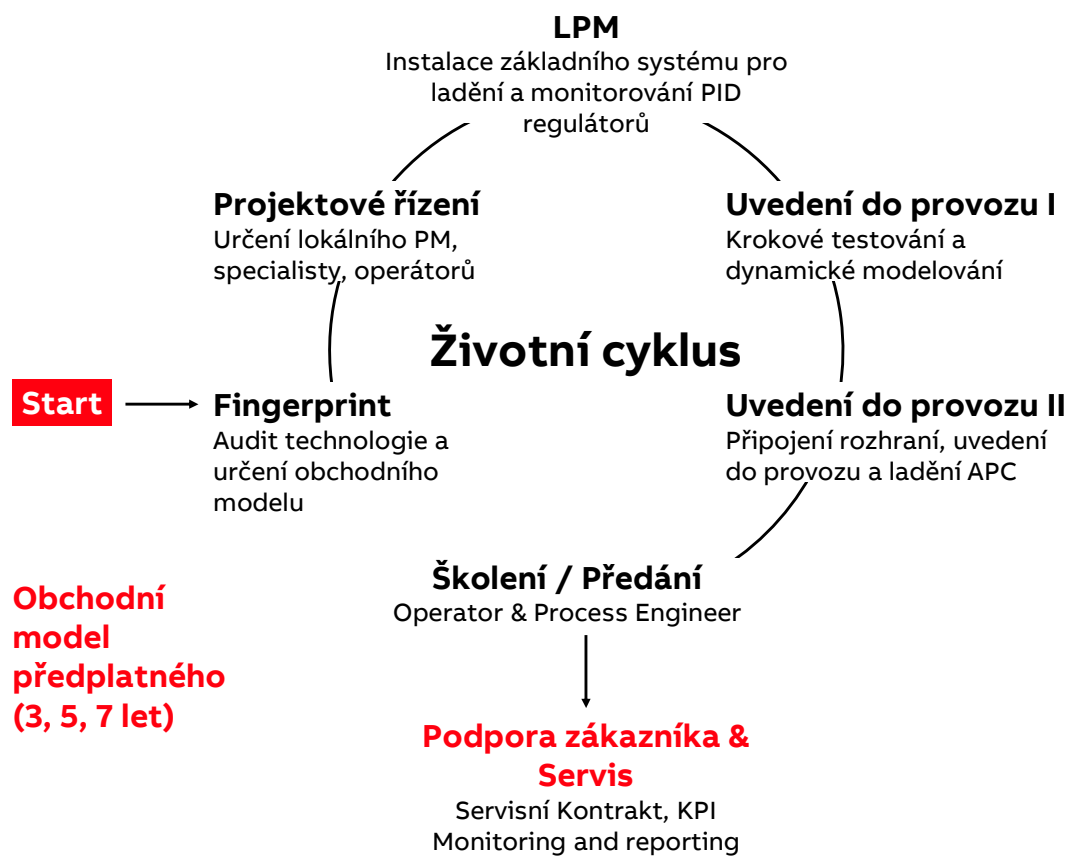 LPM
Instalace základního systému pro
ladění a monitorování PID
regulátorů
Projektové řízení
Určení lokálního PM,
specialisty, operátorů
Uvedení do provozu I
Krokové testování a
dynamické modelování
Životní cyklus
Start
Fingerprint
Audit technologie a
určení obchodního
modelu
Uvedení do provozu II
Připojení rozhraní, uvedení
do provozu a ladění APC
Školení / Předání
Operator & Process Engineer
Obchodní
model
předplatného
(3, 5, 7 let)
Podpora zákazníka &
Servis
Servisní Kontrakt, KPI
Monitoring and reporting